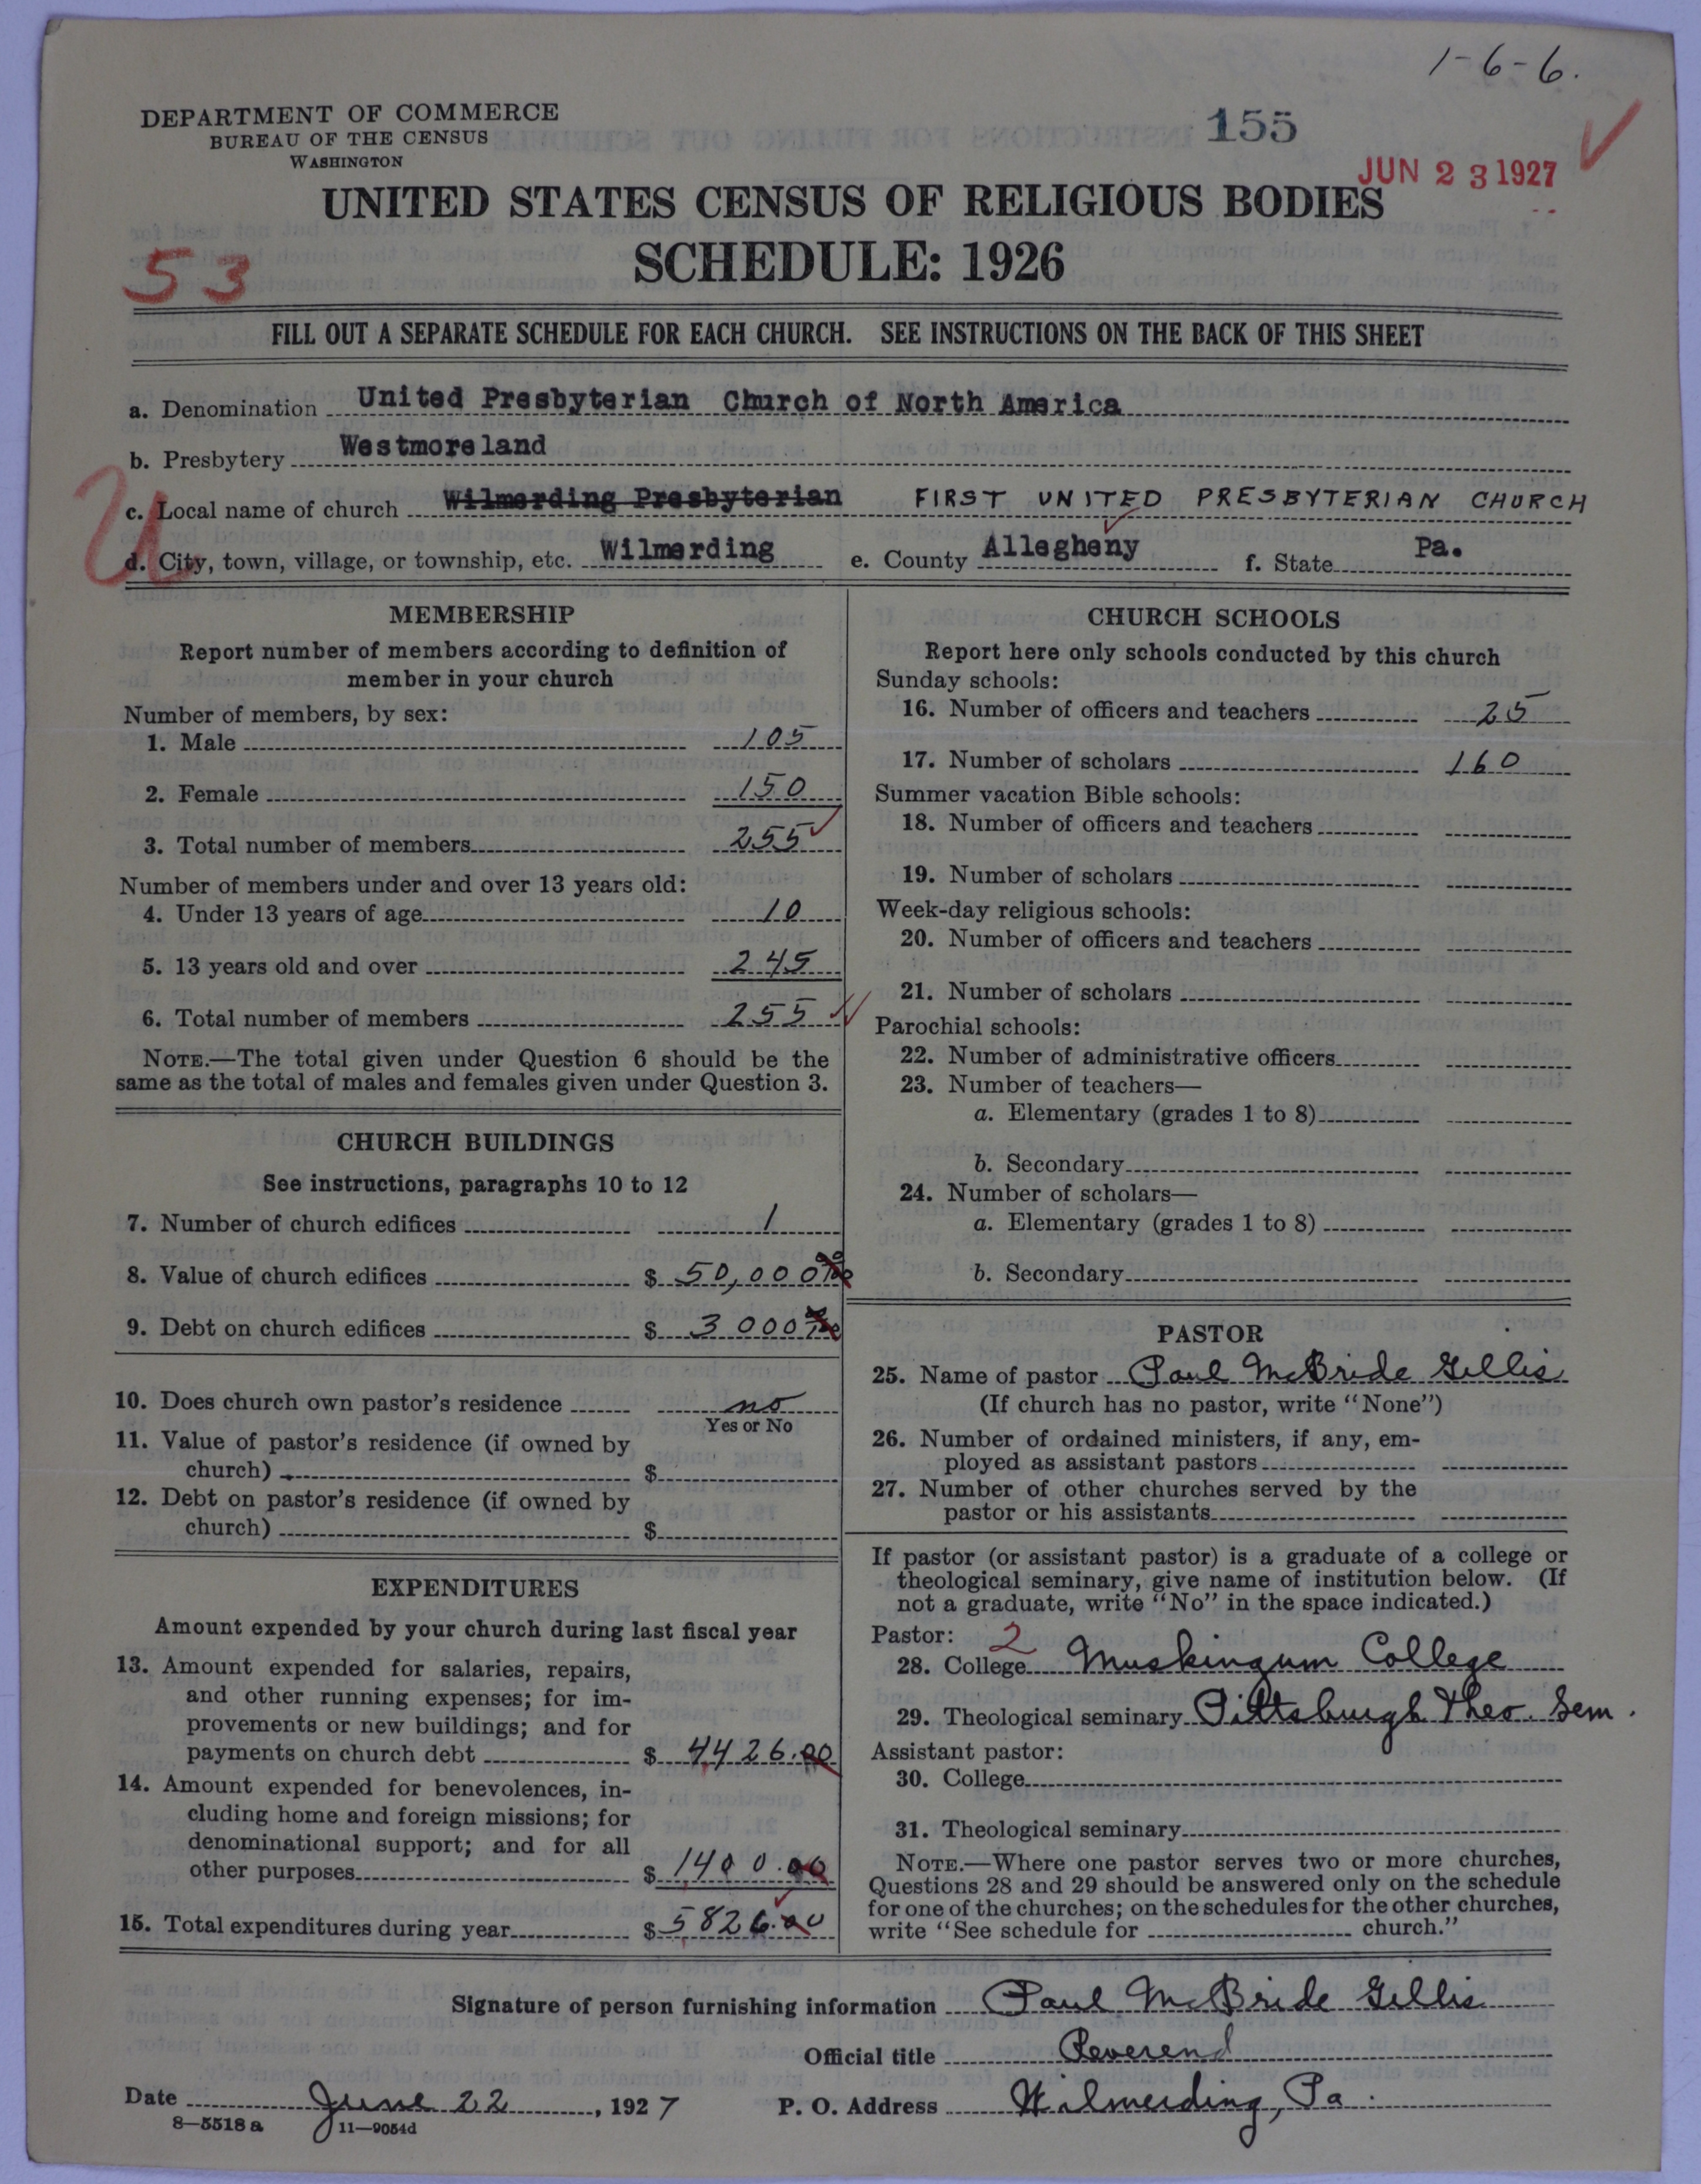 1-6-6.
DEPARTMENT OF COMMERCE
BUREAU OF THE CENSUS
WASHINGTON
155
JUN 23 1927
UNITED STATES CENSUS OF RELIGIOUS BODIES
SCHEDULE: 1926
53
FILL OUT A SEPARATE SCHEDULE FOR EACH CHURCH. SEE INSTRUCTIONS ON THE BACK OF THIS SHEET
a. Denomination United Presbyterian Church of North America
b. Presbytery Westmoreland
c. Local name of church Wilmerding Presbyterian FIRST UNITED PRESBYTERIAN CHURCH
U
d. City, town, village, or township, etc. Wilmerding e. County Allegheny f. State Pa.
MEMBERSHIP
Report number of members according to definition of
member in your church
Number of members, by sex:
1. Male 105
2. Female 150
3. Total number of members 255
Number of members under and over 13 years old:
4. Under 13 years of age 10
5. 13 years old and over 245
6. Total number of members 255
NOTE.—The total given under Question 6 should be the
same as the total of males and females given under Question 3.
CHURCH BUILDINGS
See instructions, paragraphs 10 to 12
7. Number of church edifices 1
8. Value of church edifices $ 50,000
9. Debt on church edifices $ 3000
10. Does church own pastor's residence no
Yes or No
11. Value of pastor's residence (if owned by
church) $
12. Debt on pastor's residence (if owned by
church) $
EXPENDITURES
Amount expended by your church during last fiscal year
13. Amount expended for salaries, repairs,
and other running expenses; for im-
provements or new buildings; and for
payments on church debt $ 4426.00
14. Amount expended for benevolences, in-
cluding home and foreign missions; for
denominational support; and for all
other purposes $ 1400.00
15. Total expenditures during year $ 5826.00
CHURCH SCHOOLS
Report here only schools conducted by this church
Sunday schools:
16. Number of officers and teachers 25
17. Number of scholars 160
Summer vacation Bible schools:
18. Number of officers and teachers
19. Number of scholars
Week-day religious schools:
20. Number of officers and teachers
21. Number of scholars
Parochial schools:
22. Number of administrative officers
23. Number of teachers—
a. Elementary (grades 1 to 8)
b. Secondary
24. Number of scholars—
a. Elementary (grades 1 to 8)
b. Secondary
PASTOR
25. Name of pastor Paul McBride Gillis
(If church has no pastor, write "None")
26. Number of ordained ministers, if any, em-
ployed as assistant pastors
27. Number of other churches served by the
pastor or his assistants
If pastor (or assistant pastor) is a graduate of a college or
theological seminary, give name of institution below. (If
not a graduate, write "No" in the space indicated.)
Pastor: 2
28. College Muskingum College
29. Theological seminary Pittsburgh Theo. Sem.
Assistant pastor:
30. College
31. Theological seminary
NOTE.—Where one pastor serves two or more churches,
Questions 28 and 29 should be answered only on the schedule
for one of the churches; on the schedules for the other churches,
write "See schedule for church."
Signature of person furnishing information Paul McBride Gillis
Official title Reverend
Date June 22, 1927 P. O. Address Wilmerding, Pa.
8—5518 a 11—9054d